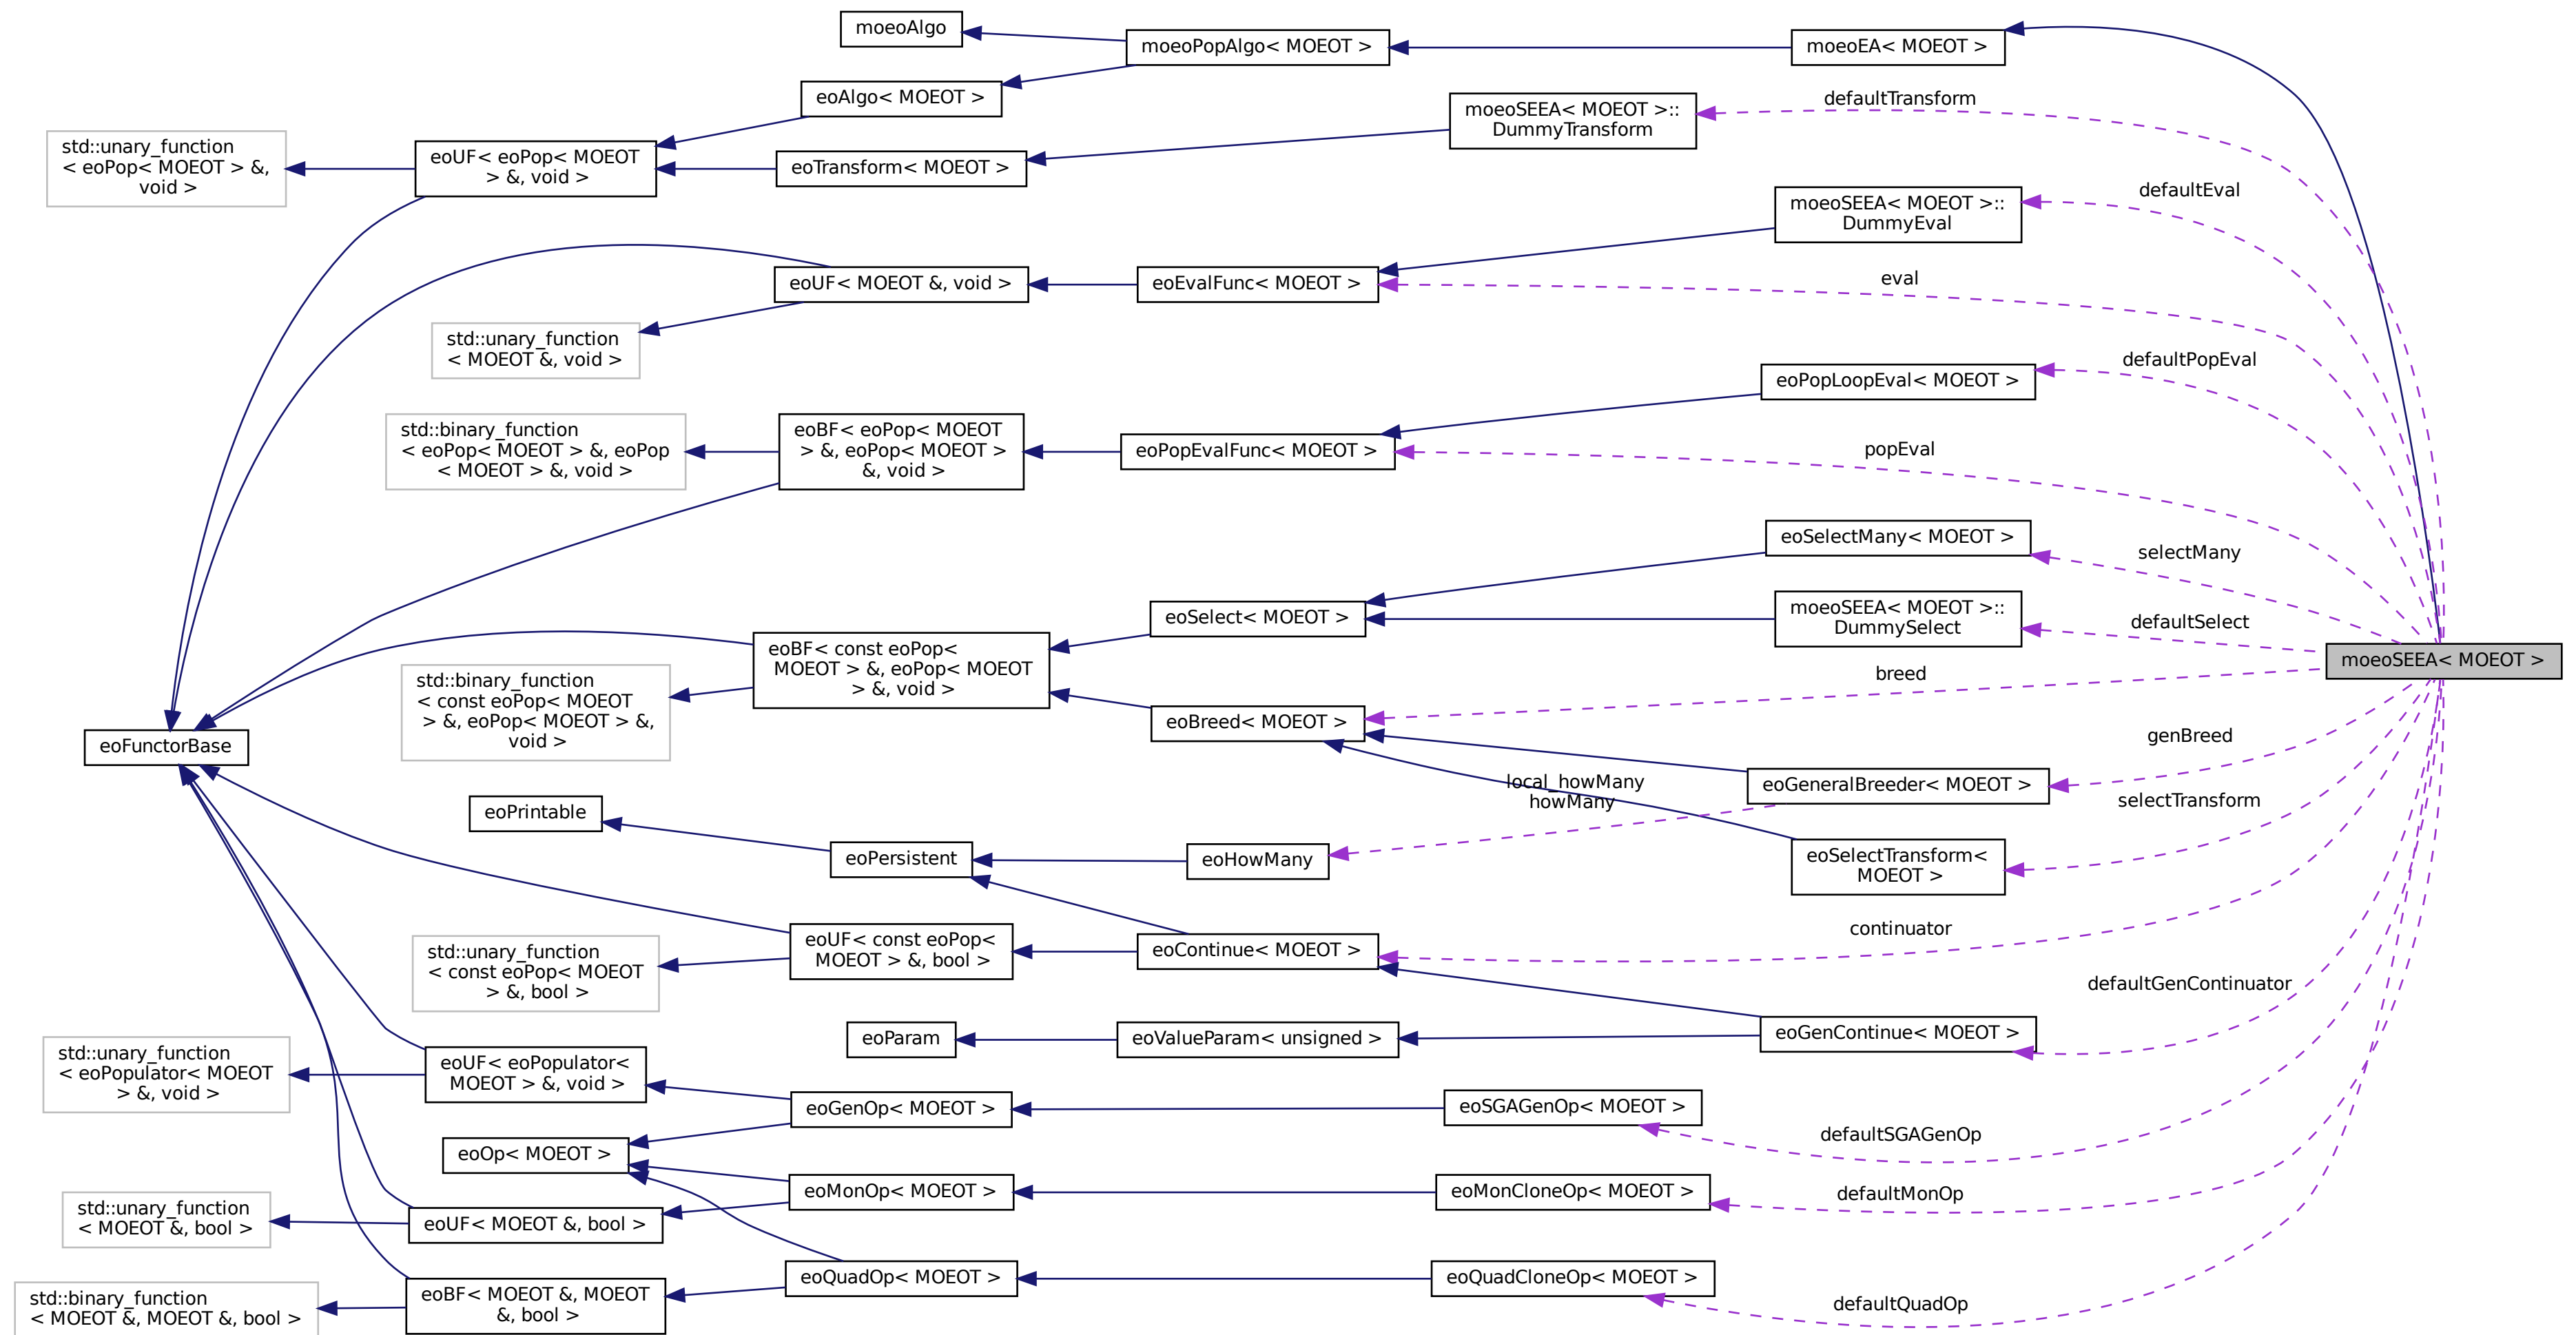 moeoAlgo
moeoPopAlgo< MOEOT >
moeoEA< MOEOT >
eoAlgo< MOEOT >
defaultTransform
moeoSEEA< MOEOT >::
DummyTransform
std::unary_function
< eoPop< MOEOT > &,
void >
eoUF< eoPop< MOEOT
> &, void >
eoTransform< MOEOT >
defaultEval
moeoSEEA< MOEOT >::
DummyEval
eoUF< MOEOT &, void >
eoEvalFunc< MOEOT >
eval
std::unary_function
< MOEOT &, void >
defaultPopEval
eoPopLoopEval< MOEOT >
std::binary_function
< eoPop< MOEOT > &, eoPop
< MOEOT > &, void >
eoBF< eoPop< MOEOT
> &, eoPop< MOEOT >
&, void >
eoPopEvalFunc< MOEOT >
popEval
eoSelectMany< MOEOT >
selectMany
eoSelect< MOEOT >
moeoSEEA< MOEOT >::
DummySelect
defaultSelect
eoBF< const eoPop<
MOEOT > &, eoPop< MOEOT
> &, void >
moeoSEEA< MOEOT >
std::binary_function
< const eoPop< MOEOT
> &, eoPop< MOEOT > &,
void >
breed
eoBreed< MOEOT >
eoFunctorBase
genBreed
local_howMany
howMany
eoGeneralBreeder< MOEOT >
selectTransform
eoPrintable
eoPersistent
eoHowMany
eoSelectTransform<
MOEOT >
eoUF< const eoPop<
MOEOT > &, bool >
eoContinue< MOEOT >
continuator
std::unary_function
< const eoPop< MOEOT
> &, bool >
defaultGenContinuator
eoParam
eoValueParam< unsigned >
eoGenContinue< MOEOT >
std::unary_function
< eoPopulator< MOEOT
> &, void >
eoUF< eoPopulator<
MOEOT > &, void >
eoGenOp< MOEOT >
eoSGAGenOp< MOEOT >
defaultSGAGenOp
eoOp< MOEOT >
eoMonOp< MOEOT >
eoMonCloneOp< MOEOT >
defaultMonOp
std::unary_function
< MOEOT &, bool >
eoUF< MOEOT &, bool >
eoQuadOp< MOEOT >
eoQuadCloneOp< MOEOT >
defaultQuadOp
std::binary_function
< MOEOT &, MOEOT &, bool >
eoBF< MOEOT &, MOEOT
&, bool >